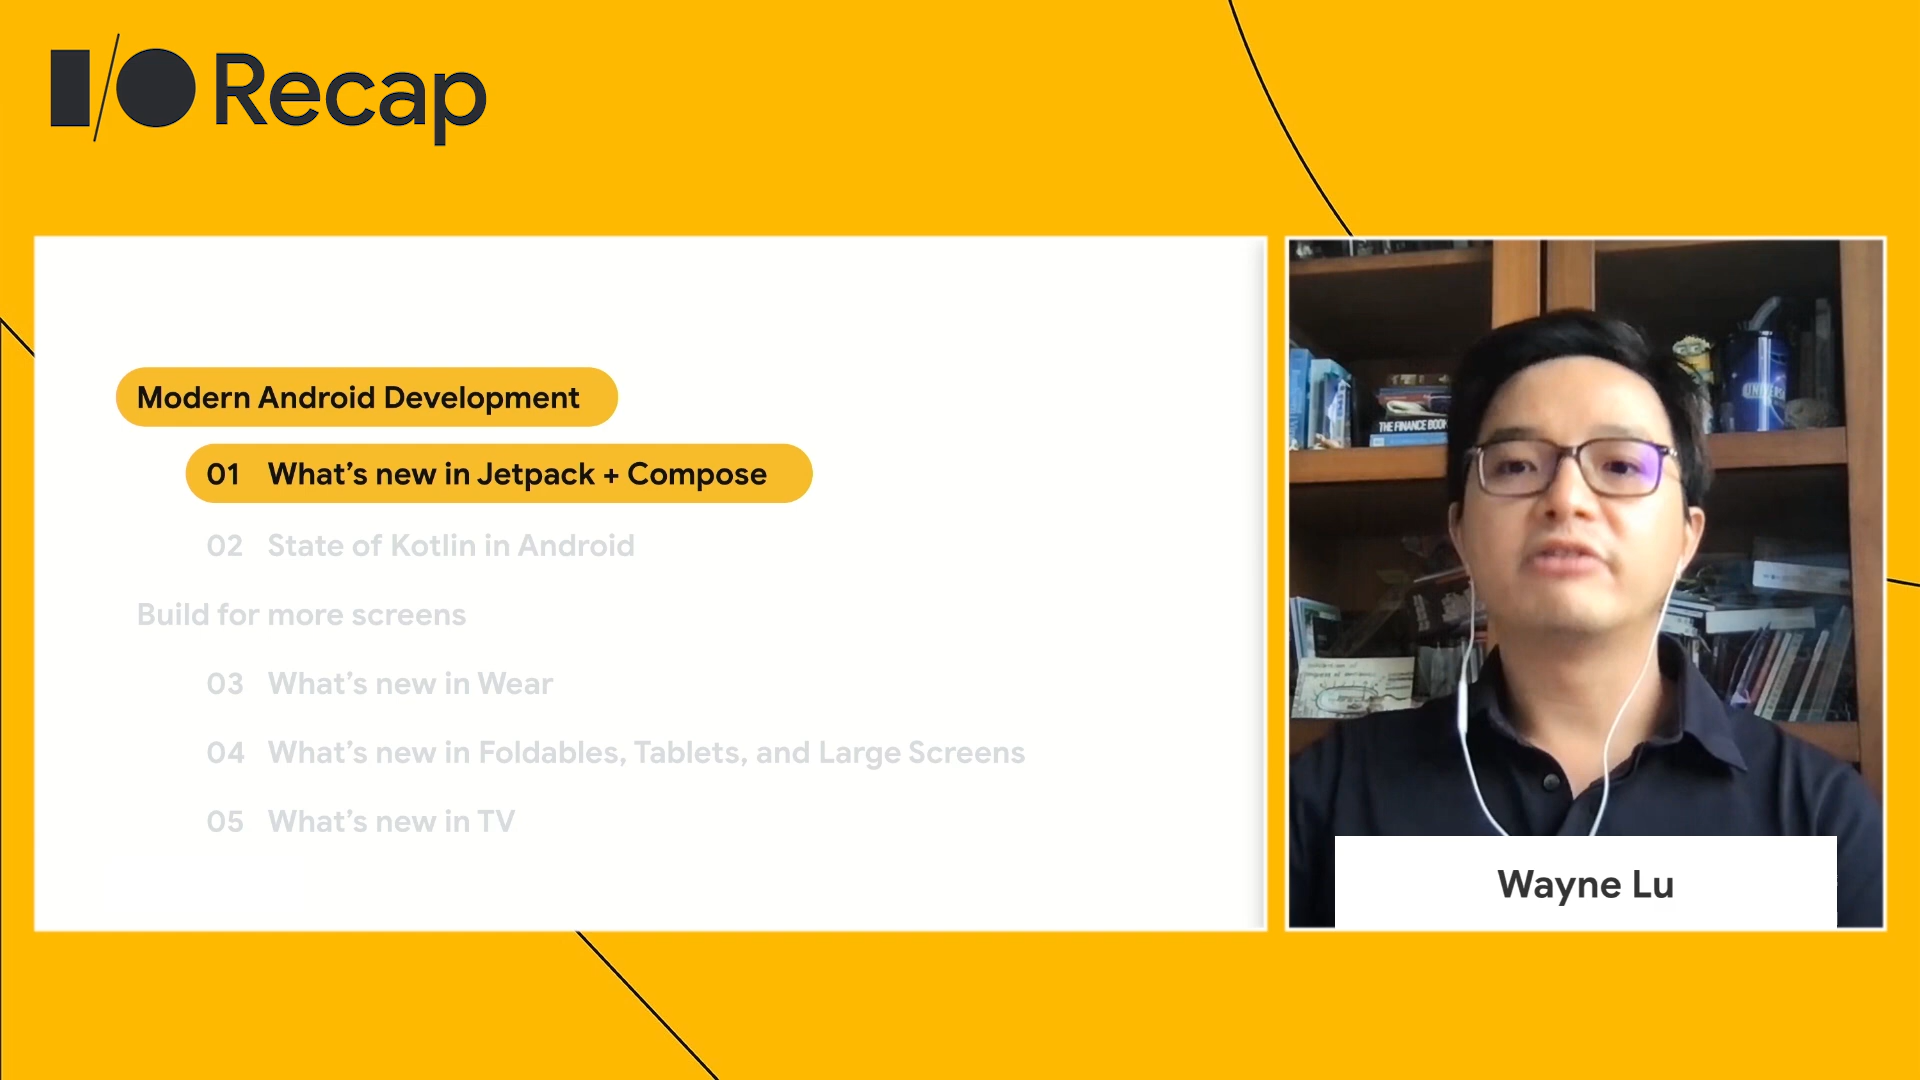 I/O Recap
Modern Android Development
01 What's new in Jetpack + Compose
02 State of Kotlin in Android
Build for more screens
03 What's new in Wear
04 What's new in Foldables, Tablets, and Large Screens
05 What's new in TV
THE FINANCE BOOK
Wayne Lu